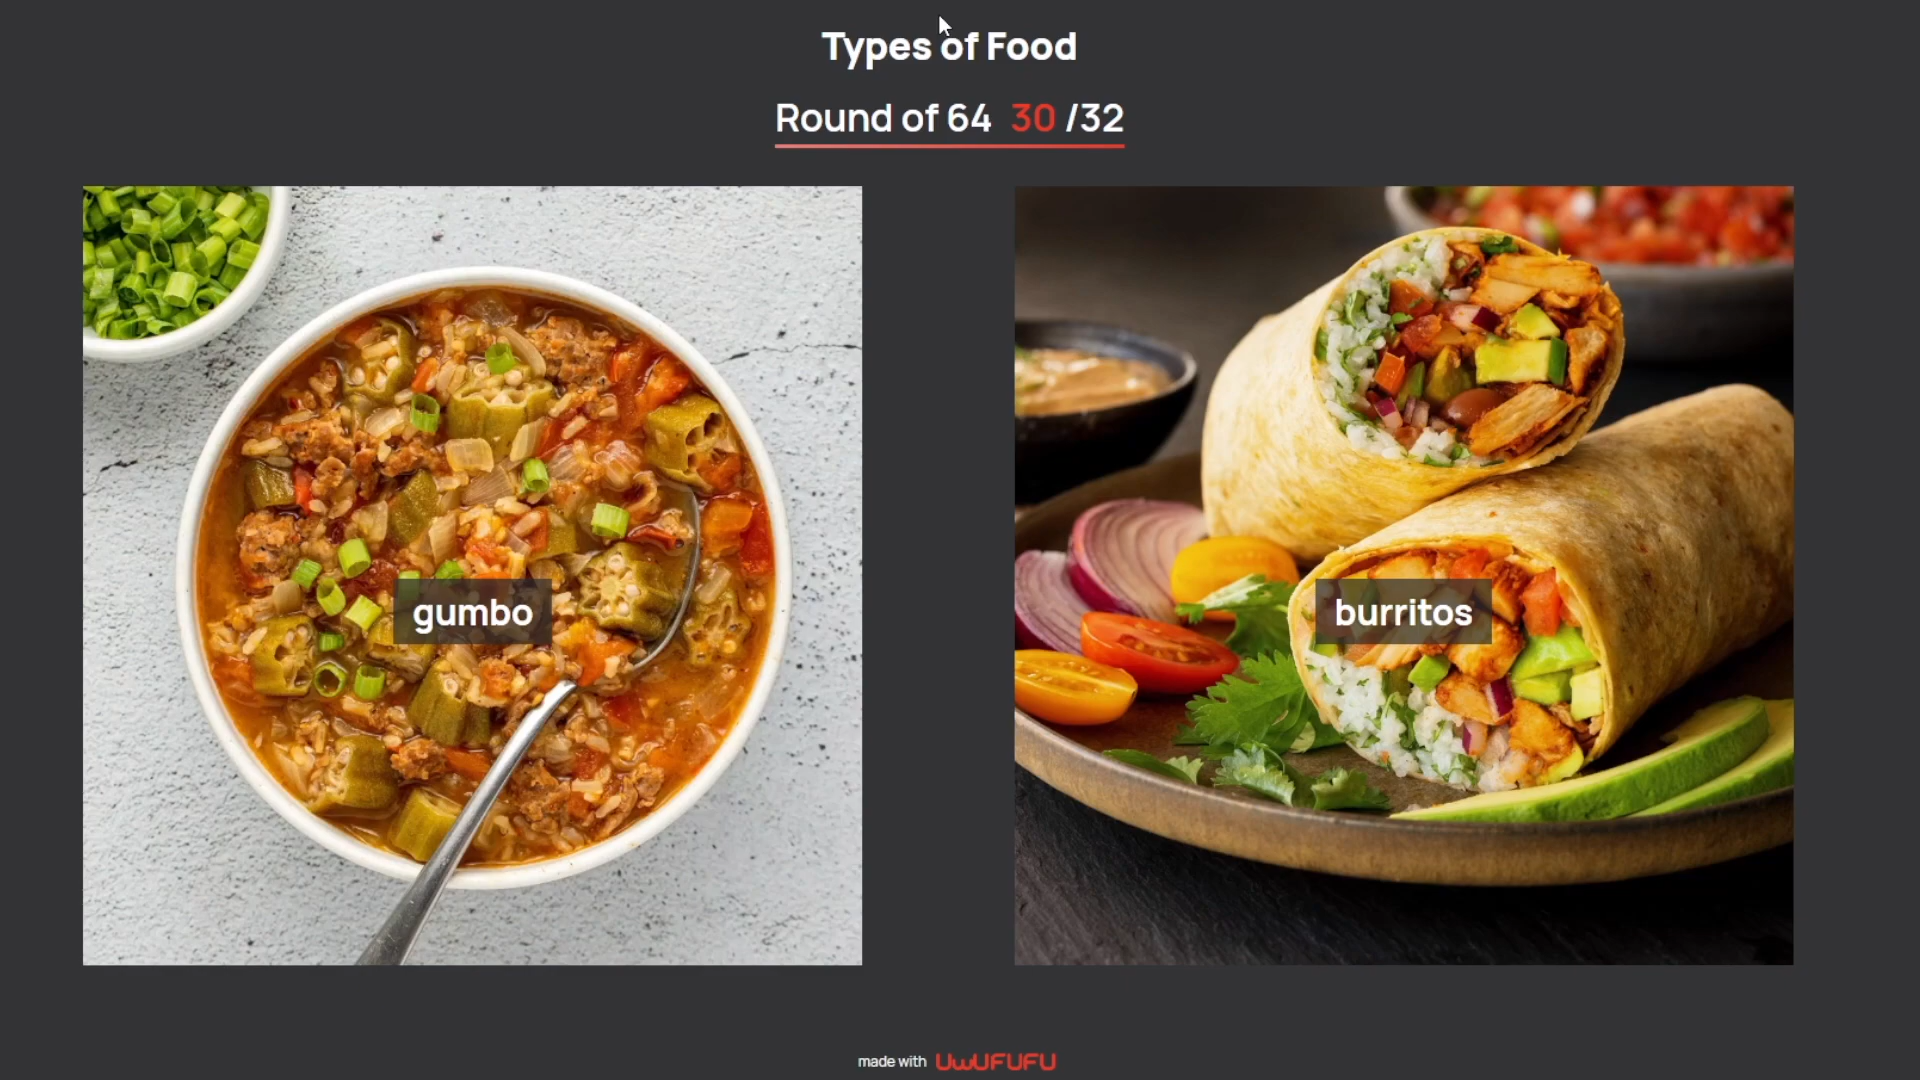 Types of Food
Round of 64 30 /32
gumbo
burritos
made with UwUFUFU